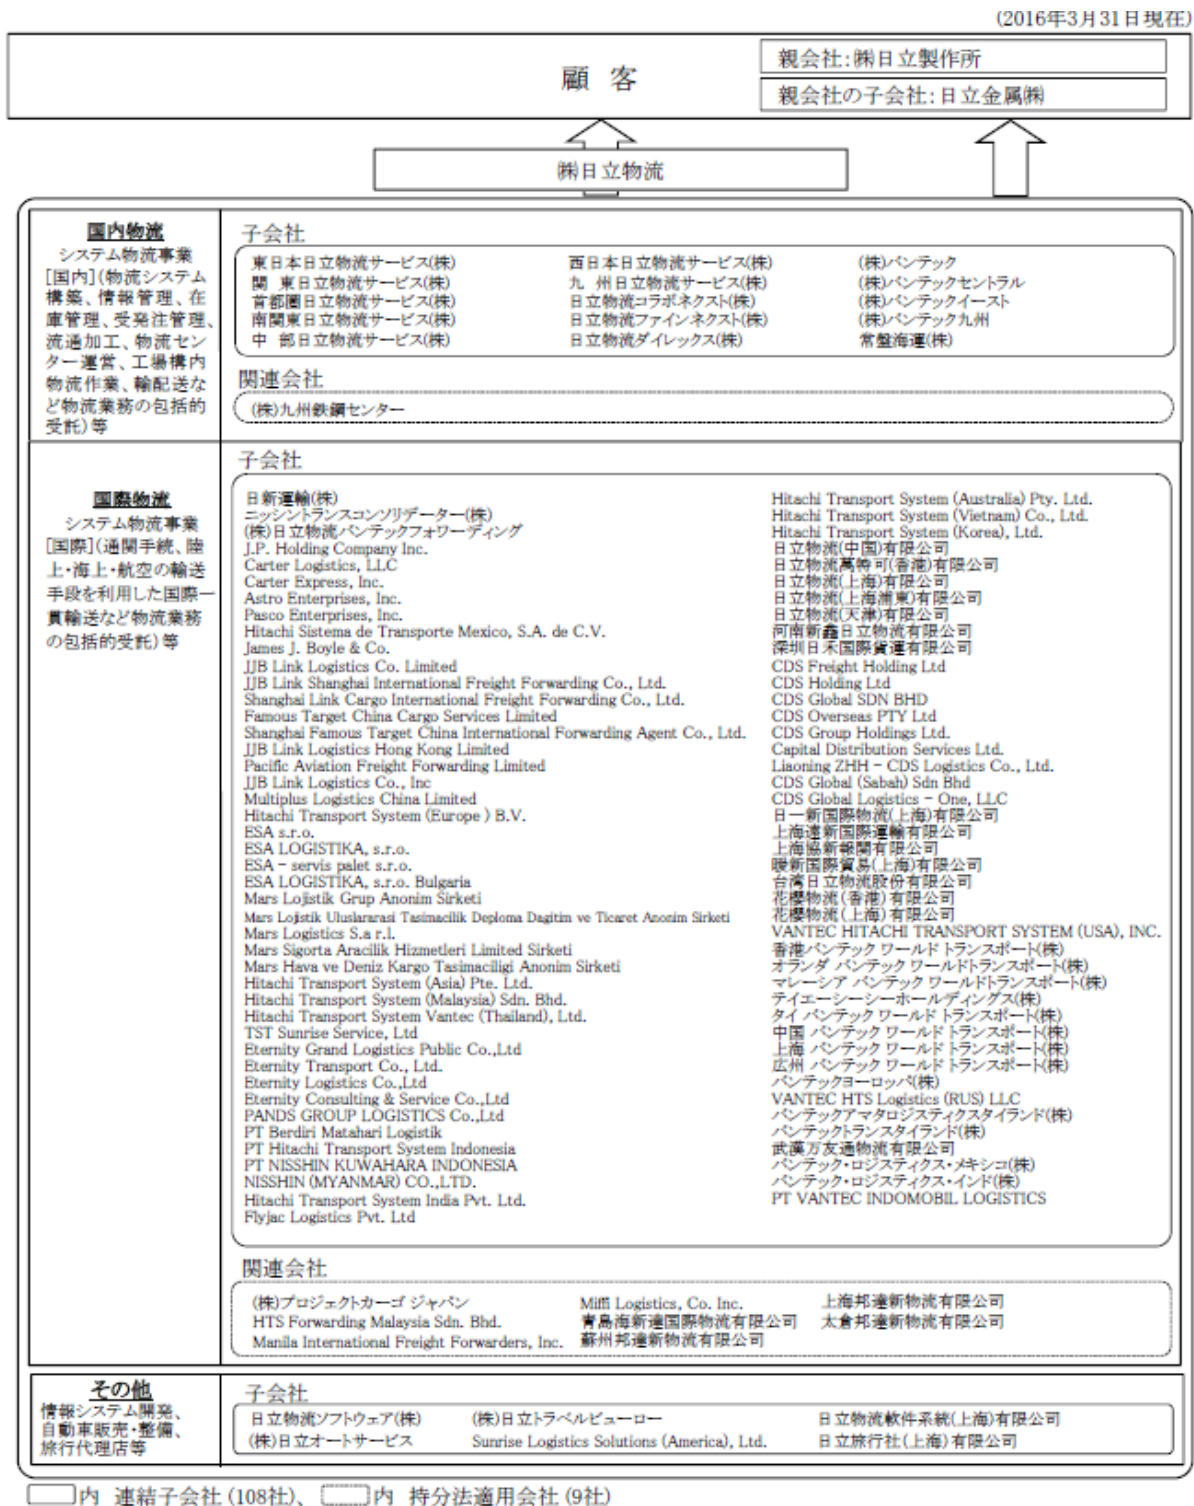 (2016年3月31日現在)
顧 客
親会社:㈱日立製作所
親会社の子会社:日立金属㈱
㈱日立物流
国内物流
システム物流事業
[国内](物流システム
構築、情報管理、在
庫管理、受発注管理、
流通加工、物流セン
ター運営、工場構内
物流作業、輸配送な
ど物流業務の包括的
受託)等
子会社
東日本日立物流サービス(株)
関 東日立物流サービス(株)
首都圏日立物流サービス(株)
南関東日立物流サービス(株)
中 部日立物流サービス(株)
西日本日立物流サービス(株)
九 州日立物流サービス(株)
日立物流コラボネクスト(株)
日立物流ファインネクスト(株)
日立物流ダイレックス(株)
(株)バンテック
(株)バンテックセントラル
(株)バンテックイースト
(株)バンテック九州
常盤海運(株)
関連会社
(株)九州鉄鋼センター
国際物流
システム物流事業
[国際](通関手続、陸
上・海上・航空の輸送
手段を利用した国際一
貫輸送など物流業務
の包括的受託)等
子会社
日新運輸(株)
ニッシントランスコンソリデーター(株)
(株)日立物流バンテックフォワーディング
J.P. Holding Company Inc.
Carter Logistics, LLC
Carter Express, Inc.
Astro Enterprises, Inc.
Pasco Enterprises, Inc.
Hitachi Sistema de Transporte Mexico, S.A. de C.V.
James J. Boyle & Co.
JJB Link Logistics Co. Limited
JJB Link Shanghai International Freight Forwarding Co., Ltd.
Shanghai Link Cargo International Freight Forwarding Co., Ltd.
Famous Target China Cargo Services Limited
Shanghai Famous Target China International Forwarding Agent Co., Ltd.
JJB Link Logistics Hong Kong Limited
Pacific Aviation Freight Forwarding Limited
JJB Link Logistics Co., Inc
Multiplus Logistics China Limited
Hitachi Transport System (Europe ) B.V.
ESA s.r.o.
ESA LOGISTIKA, s.r.o.
ESA - servis palet s.r.o.
ESA LOGISTIKA, s.r.o. Bulgaria
Mars Lojistik Grup Anonim Sirketi
Mars Lojistik Uluslararasi Tasimacilik Deploma Dagitim ve Ticaret Anonim Sirketi
Mars Logistics S.a r.l.
Mars Sigorta Aracilik Hizmetleri Limited Sirketi
Mars Hava ve Deniz Kargo Tasimaciligi Anonim Sirketi
Hitachi Transport System (Asia) Pte. Ltd.
Hitachi Transport System (Malaysia) Sdn. Bhd.
Hitachi Transport System Vantec (Thailand), Ltd.
TST Sunrise Service, Ltd
Eternity Grand Logistics Public Co.,Ltd
Eternity Transport Co., Ltd.
Eternity Logistics Co.,Ltd
Eternity Consulting & Service Co.,Ltd
PANDS GROUP LOGISTICS Co.,Ltd
PT Berdiri Matahari Logistik
PT Hitachi Transport System Indonesia
PT NISSHIN KUWAHARA INDONESIA
NISSHIN (MYANMAR) CO.,LTD.
Hitachi Transport System India Pvt. Ltd.
Flyjac Logistics Pvt. Ltd
Hitachi Transport System (Australia) Pty. Ltd.
Hitachi Transport System (Vietnam) Co., Ltd.
Hitachi Transport System (Korea), Ltd.
日立物流(中国)有限公司
日立物流萬特可(香港)有限公司
日立物流(上海)有限公司
日立物流(上海浦東)有限公司
日立物流(天津)有限公司
河南新鑫日立物流有限公司
深圳日禾国際貨運有限公司
CDS Freight Holding Ltd
CDS Holding Ltd
CDS Global SDN BHD
CDS Overseas PTY Ltd
CDS Group Holdings Ltd.
Capital Distribution Services Ltd.
Liaoning ZHH - CDS Logistics Co., Ltd.
CDS Global (Sabah) Sdn Bhd
CDS Global Logistics - One, LLC
日一新国際物流(上海)有限公司
上海逹新国際運輸有限公司
上海協新報関有限公司
暖新国際貿易(上海)有限公司
台湾日立物流股份有限公司
花櫻物流(香港)有限公司
花櫻物流(上海)有限公司
VANTEC HITACHI TRANSPORT SYSTEM (USA), INC.
香港バンテック ワールド トランスポート(株)
オランダ バンテック ワールドトランスポート(株)
マレーシア バンテック ワールドトランスポート(株)
テイエーシーシーホールディングス(株)
タイ バンテック ワールド トランスポート(株)
中国 バンテック ワールド トランスポート(株)
上海 バンテック ワールド トランスポート(株)
広州 バンテック ワールド トランスポート(株)
バンテックヨーロッパ(株)
VANTEC HTS Logistics (RUS) LLC
バンテックアマタロジスティクスタイランド(株)
バンテックトランスタイランド(株)
武漢万友通物流有限公司
バンテック・ロジスティクス・メキシコ(株)
バンテック・ロジスティクス・インド(株)
PT VANTEC INDOMOBIL LOGISTICS
関連会社
(株)プロジェクトカーゴ ジャパン
HTS Forwarding Malaysia Sdn. Bhd.
Manila International Freight Forwarders, Inc.
Miffi Logistics, Co. Inc.
青島海新達国際物流有限公司
蘇州邦達新物流有限公司
上海邦達新物流有限公司
太倉邦達新物流有限公司
その他
情報システム開発、
自動車販売・整備、
旅行代理店等
子会社
日立物流ソフトウェア(株)
(株)日立オートサービス
(株)日立トラベルビューロー
Sunrise Logistics Solutions (America), Ltd.
日立物流軟件系統(上海)有限公司
日立旅行社(上海)有限公司
内 連結子会社 (108社)、 内 持分法適用会社 (9社)